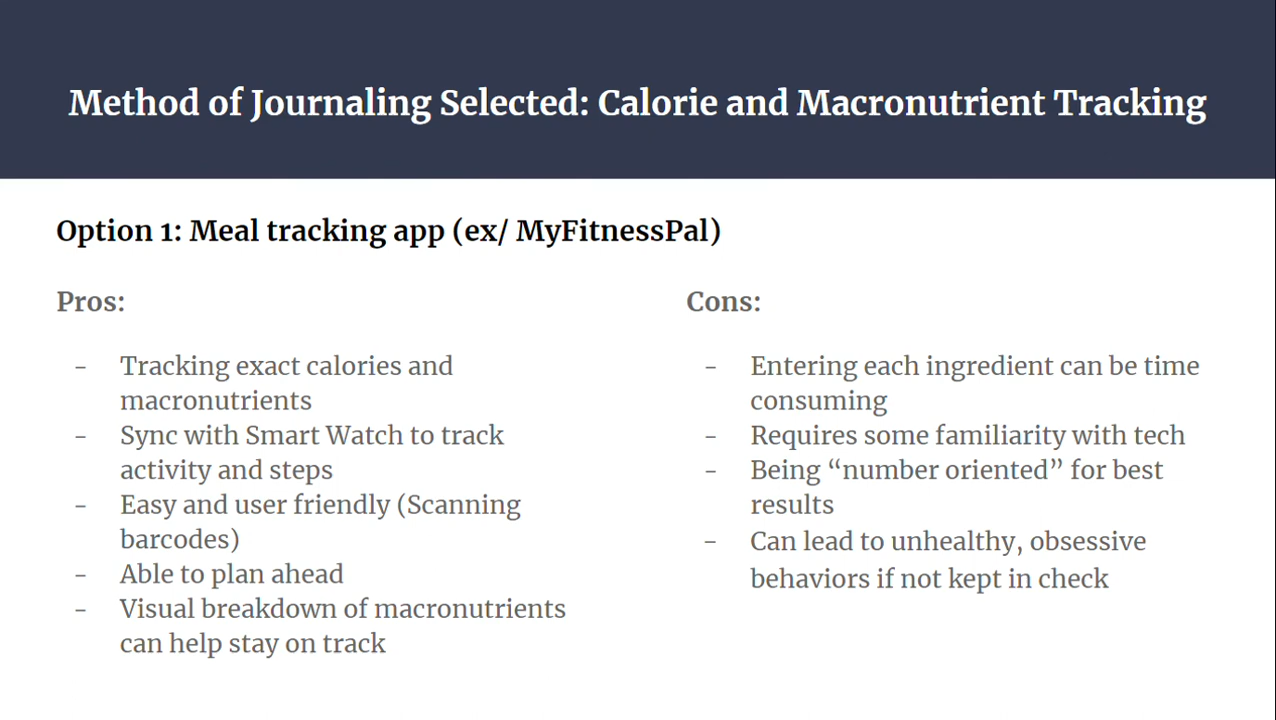 Method of Journaling Selected: Calorie and Macronutrient Tracking
Option 1: Meal tracking app (ex/ MyFitnessPal)
Pros:
- Tracking exact calories and
macronutrients
- Sync with Smart Watch to track
activity and steps
- Easy and user friendly (Scanning
barcodes)
- Able to plan ahead
- Visual breakdown of macronutrients
can help stay on track
Cons:
- Entering each ingredient can be time
consuming
- Requires some familiarity with tech
- Being “number oriented” for best
results
- Can lead to unhealthy, obsessive
behaviors if not kept in check